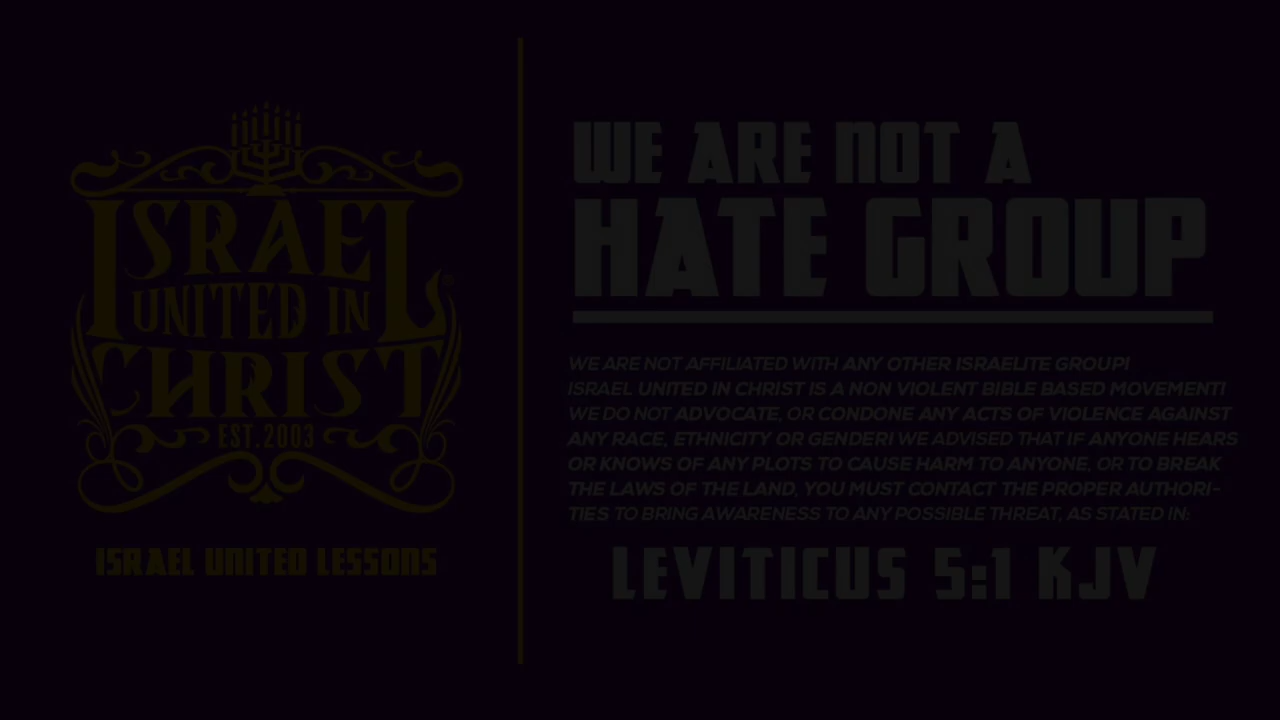 ISRAEL
UNITED IN
CHRIST
EST. 2003
ISRAEL UNITED LESSONS
WE ARE NOT A
HATE GROUP
WE ARE NOT AFFILIATED WITH ANY OTHER ISRAELITE GROUP!
ISRAEL UNITED IN CHRIST IS A NON VIOLENT BIBLE BASED MOVEMENT!
WE DO NOT ADVOCATE, OR CONDONE ANY ACTS OF VIOLENCE AGAINST
ANY RACE, ETHNICITY OR GENDER! WE ADVISED THAT IF ANYONE HEARS
OR KNOWS OF ANY PLOTS TO CAUSE HARM TO ANYONE, OR TO BREAK
THE LAWS OF THE LAND, YOU MUST CONTACT THE PROPER AUTHORI-
TIES TO BRING AWARENESS TO ANY POSSIBLE THREAT, AS STATED IN:
LEVITICUS 5:1 KJV